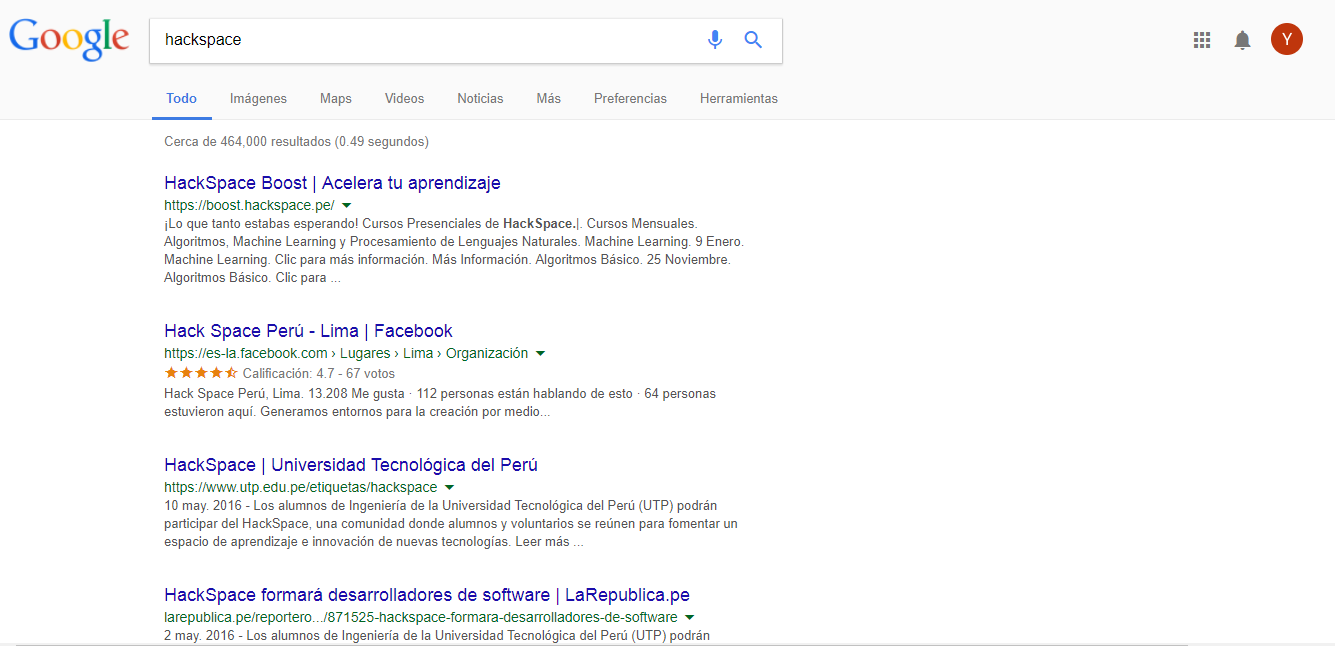 Google
hackspace
Y
Todo Imágenes Maps Videos Noticias Más Preferencias Herramientas
Cerca de 464,000 resultados (0.49 segundos)
HackSpace Boost | Acelera tu aprendizaje
https://boost.hackspace.pe/
¡Lo que tanto estabas esperando! Cursos Presenciales de HackSpace.|. Cursos Mensuales.
Algoritmos, Machine Learning y Procesamiento de Lenguajes Naturales. Machine Learning. 9 Enero.
Machine Learning. Clic para más información. Más Información. Algoritmos Básico. 25 Noviembre.
Algoritmos Básico. Clic para ...
Hack Space Perú - Lima | Facebook
https://es-la.facebook.com › Lugares › Lima › Organización
Calificación: 4.7 - 67 votos
Hack Space Perú, Lima. 13.208 Me gusta · 112 personas están hablando de esto · 64 personas
estuvieron aquí. Generamos entornos para la creación por medio...
HackSpace | Universidad Tecnológica del Perú
https://www.utp.edu.pe/etiquetas/hackspace
10 may. 2016 - Los alumnos de Ingeniería de la Universidad Tecnológica del Perú (UTP) podrán
participar del HackSpace, una comunidad donde alumnos y voluntarios se reúnen para fomentar un
espacio de aprendizaje e innovación de nuevas tecnologías. Leer más ...
HackSpace formará desarrolladores de software | LaRepublica.pe
larepublica.pe/reportero.../871525-hackspace-formara-desarrolladores-de-software
2 may. 2016 - Los alumnos de Ingeniería de la Universidad Tecnológica del Perú (UTP) podrán